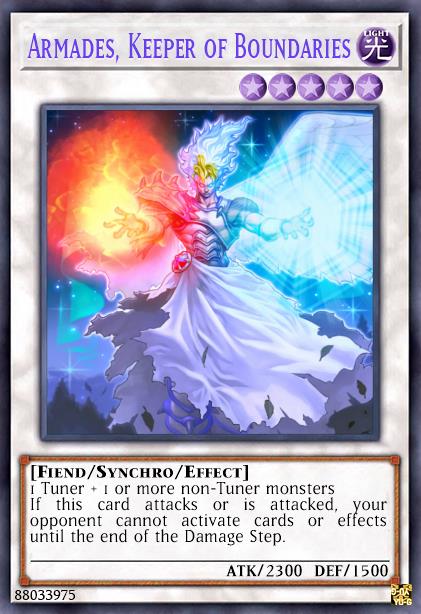 ARMADES, KEEPER OF BOUNDARIES
LIGHT
光
[FIEND/SYNCHRO/EFFECT]
1 Tuner + 1 or more non-Tuner monsters
If this card attacks or is attacked, your
opponent cannot activate cards or effects
until the end of the Damage Step.
ATK/2300 DEF/1500
88033975